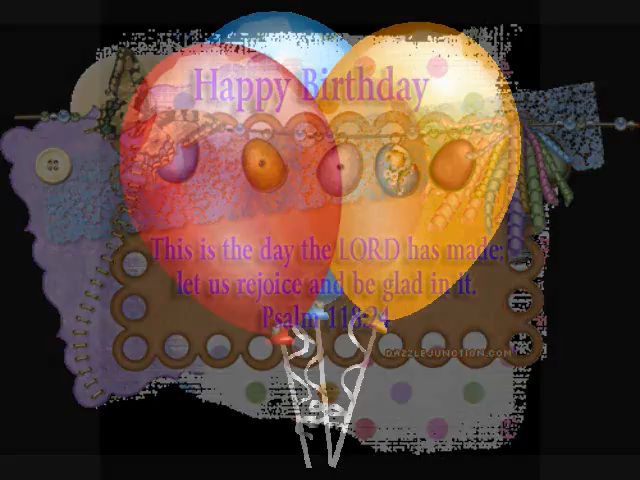 Happy Birthday
This is the day the LORD has made;
let us rejoice and be glad in it.
Psalm 118:24
DAZZLEJUNCTION.COM